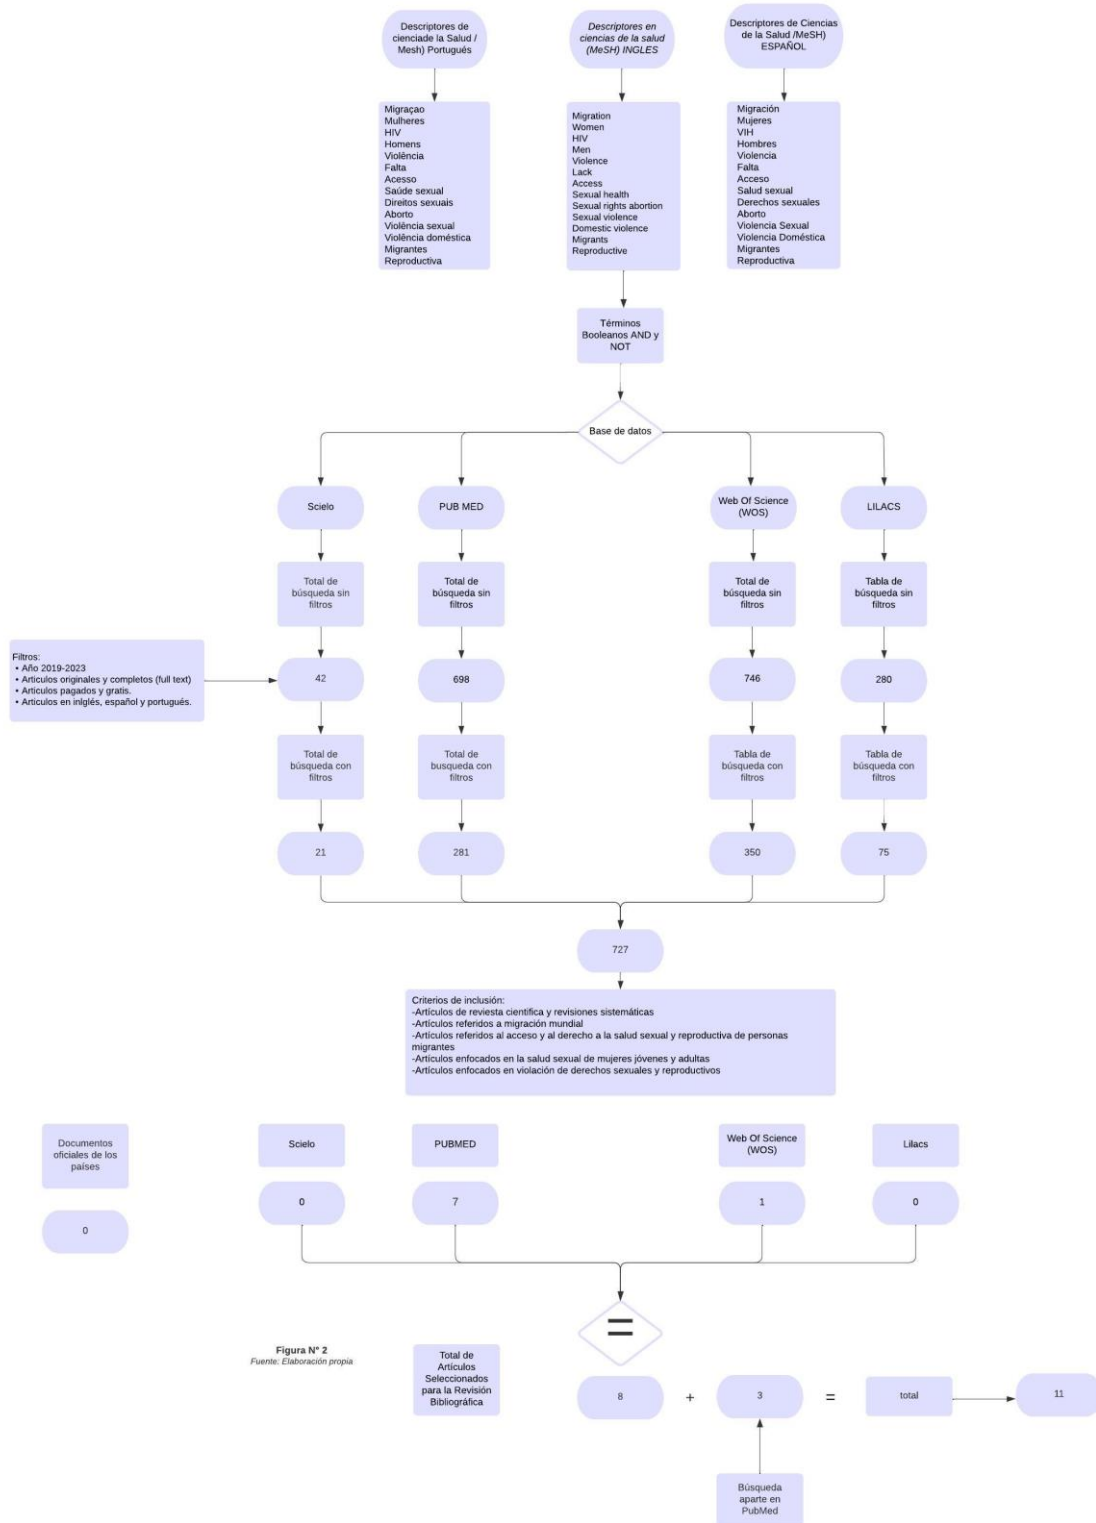 Descriptores de
cienciade la Salud /
Mesh) Portugués
Descriptores en
ciencias de la salud
(MeSH) INGLES
Descriptores de Ciencias
de la Salud /MeSH)
ESPAÑOL
Migraçao
Mulheres
HIV
Homens
Violência
Falta
Acesso
Saúde sexual
Direitos sexuais
Aborto
Violência sexual
Violência doméstica
Migrantes
Reproductiva
Migration
Women
HIV
Men
Violence
Lack
Access
Sexual health
Sexual rights abortion
Sexual violence
Domestic violence
Migrants
Reproductive
Migración
Mujeres
VIH
Hombres
Violencia
Falta
Acceso
Salud sexual
Derechos sexuales
Aborto
Violencia Sexual
Violencia Doméstica
Migrantes
Reproductiva
Términos
Booleanos AND y
NOT
Base de datos
Scielo
PUB MED
Web Of Science
(WOS)
LILACS
Total de
búsqueda sin
filtros
Total de
búsqueda sin
filtros
Total de
búsqueda sin
filtros
Tabla de
búsqueda sin
filtros
Filtros:
• Año 2019-2023
• Articulos originales y completos (full text)
• Articulos pagados y gratis.
• Articulos en inlglés, español y portugués.
42
698
746
280
Total de
búsqueda con
filtros
Total de
busqueda con
filtros
Tabla de
búsqueda con
filtros
Tabla de
búsqueda con
filtros
21
281
350
75
727
Criterios de inclusión:
-Artículos de reviesta cientifica y revisiones sistemáticas
-Artículos referidos a migración mundial
-Artículos referidos al acceso y al derecho a la salud sexual y reproductiva de personas
migrantes
-Artículos enfocados en la salud sexual de mujeres jóvenes y adultas
-Artículos enfocados en violación de derechos sexuales y reproductivos
Documentos
oficiales de los
países
Scielo
PUBMED
Web Of Science
(WOS)
Lilacs
0
0
7
1
0
=
Figura N° 2
Fuente: Elaboración propia
Total de
Artículos
Seleccionados
para la Revisión
Bibliográfica
8 + 3 = total 11
Búsqueda
aparte en
PubMed